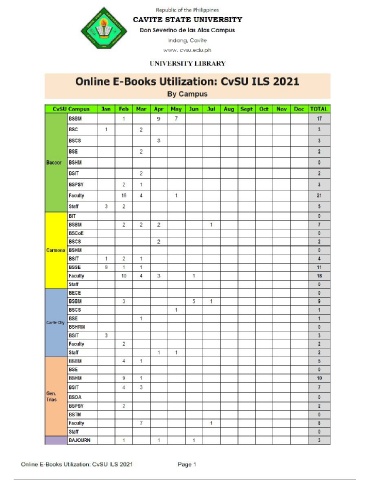 Republic of the Philippines
CAVITE STATE UNIVERSITY
Don Severino de las Alas Campus
Indang, Cavite
www. cvsu.edu.ph
UNIVERSITY LIBRARY
Online E-Books Utilization: CvSU ILS 2021
By Campus
CvSU Campus Jan Feb Mar Apr May Jun Jul Aug Sept Oct Nov Dec TOTAL
Bacoor
BSBM 1 9 7 17
BSC 1 2 3
BSCS 3 3
BSE 2 2
BSHM 0
BSIT 2 2
BSPSY 2 1 3
Faculty 4 1 21
Staff 3 2 5
Carmona
BIT 0
BSBM 2 2 2 1 7
BSCoE 0
BSCS 2 2
BSHM 0
BSIT 1 2 1 4
BSSE 9 1 1 11
Faculty 10 4 3 1 18
Staff 0
Cavite City
BECE 0
BSBM 3 5 1 9
BSCS 1 1
BSE 1 1
BSHRM 0
BSIT 3 3
Faculty 2 2
Staff 1 1 2
Gen. Trias
BSBM 4 1 5
BSE 0
BSHM 9 1 10
BSIT 4 3 7
BSOA 0
BSPSY 2 2
BSTM 0
Faculty 7 1 8
Staff 0
BAJOURN 1 1 1 3
Online E-Books Utilization: CvSU ILS 2021 Page 1